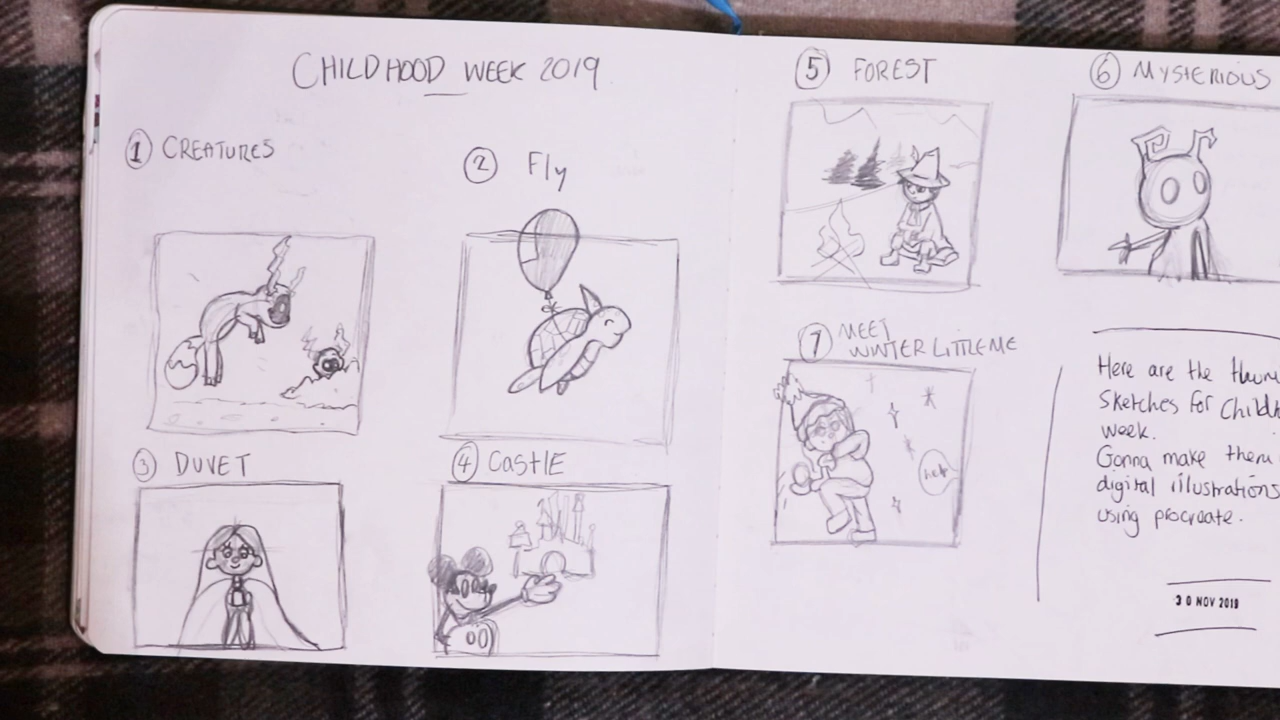 CHILDHOOD WEEK 2019
1 CREATURES
2 Fly
3 DUVET
4 CASTLE
5 FOREST
6 MYSTERIOUS
7 MEET
WINTER LITTLE ME
Here are the
Sketches for
week.
Gonna make them
digital illustrations
using procreate.
30 NOV 2019